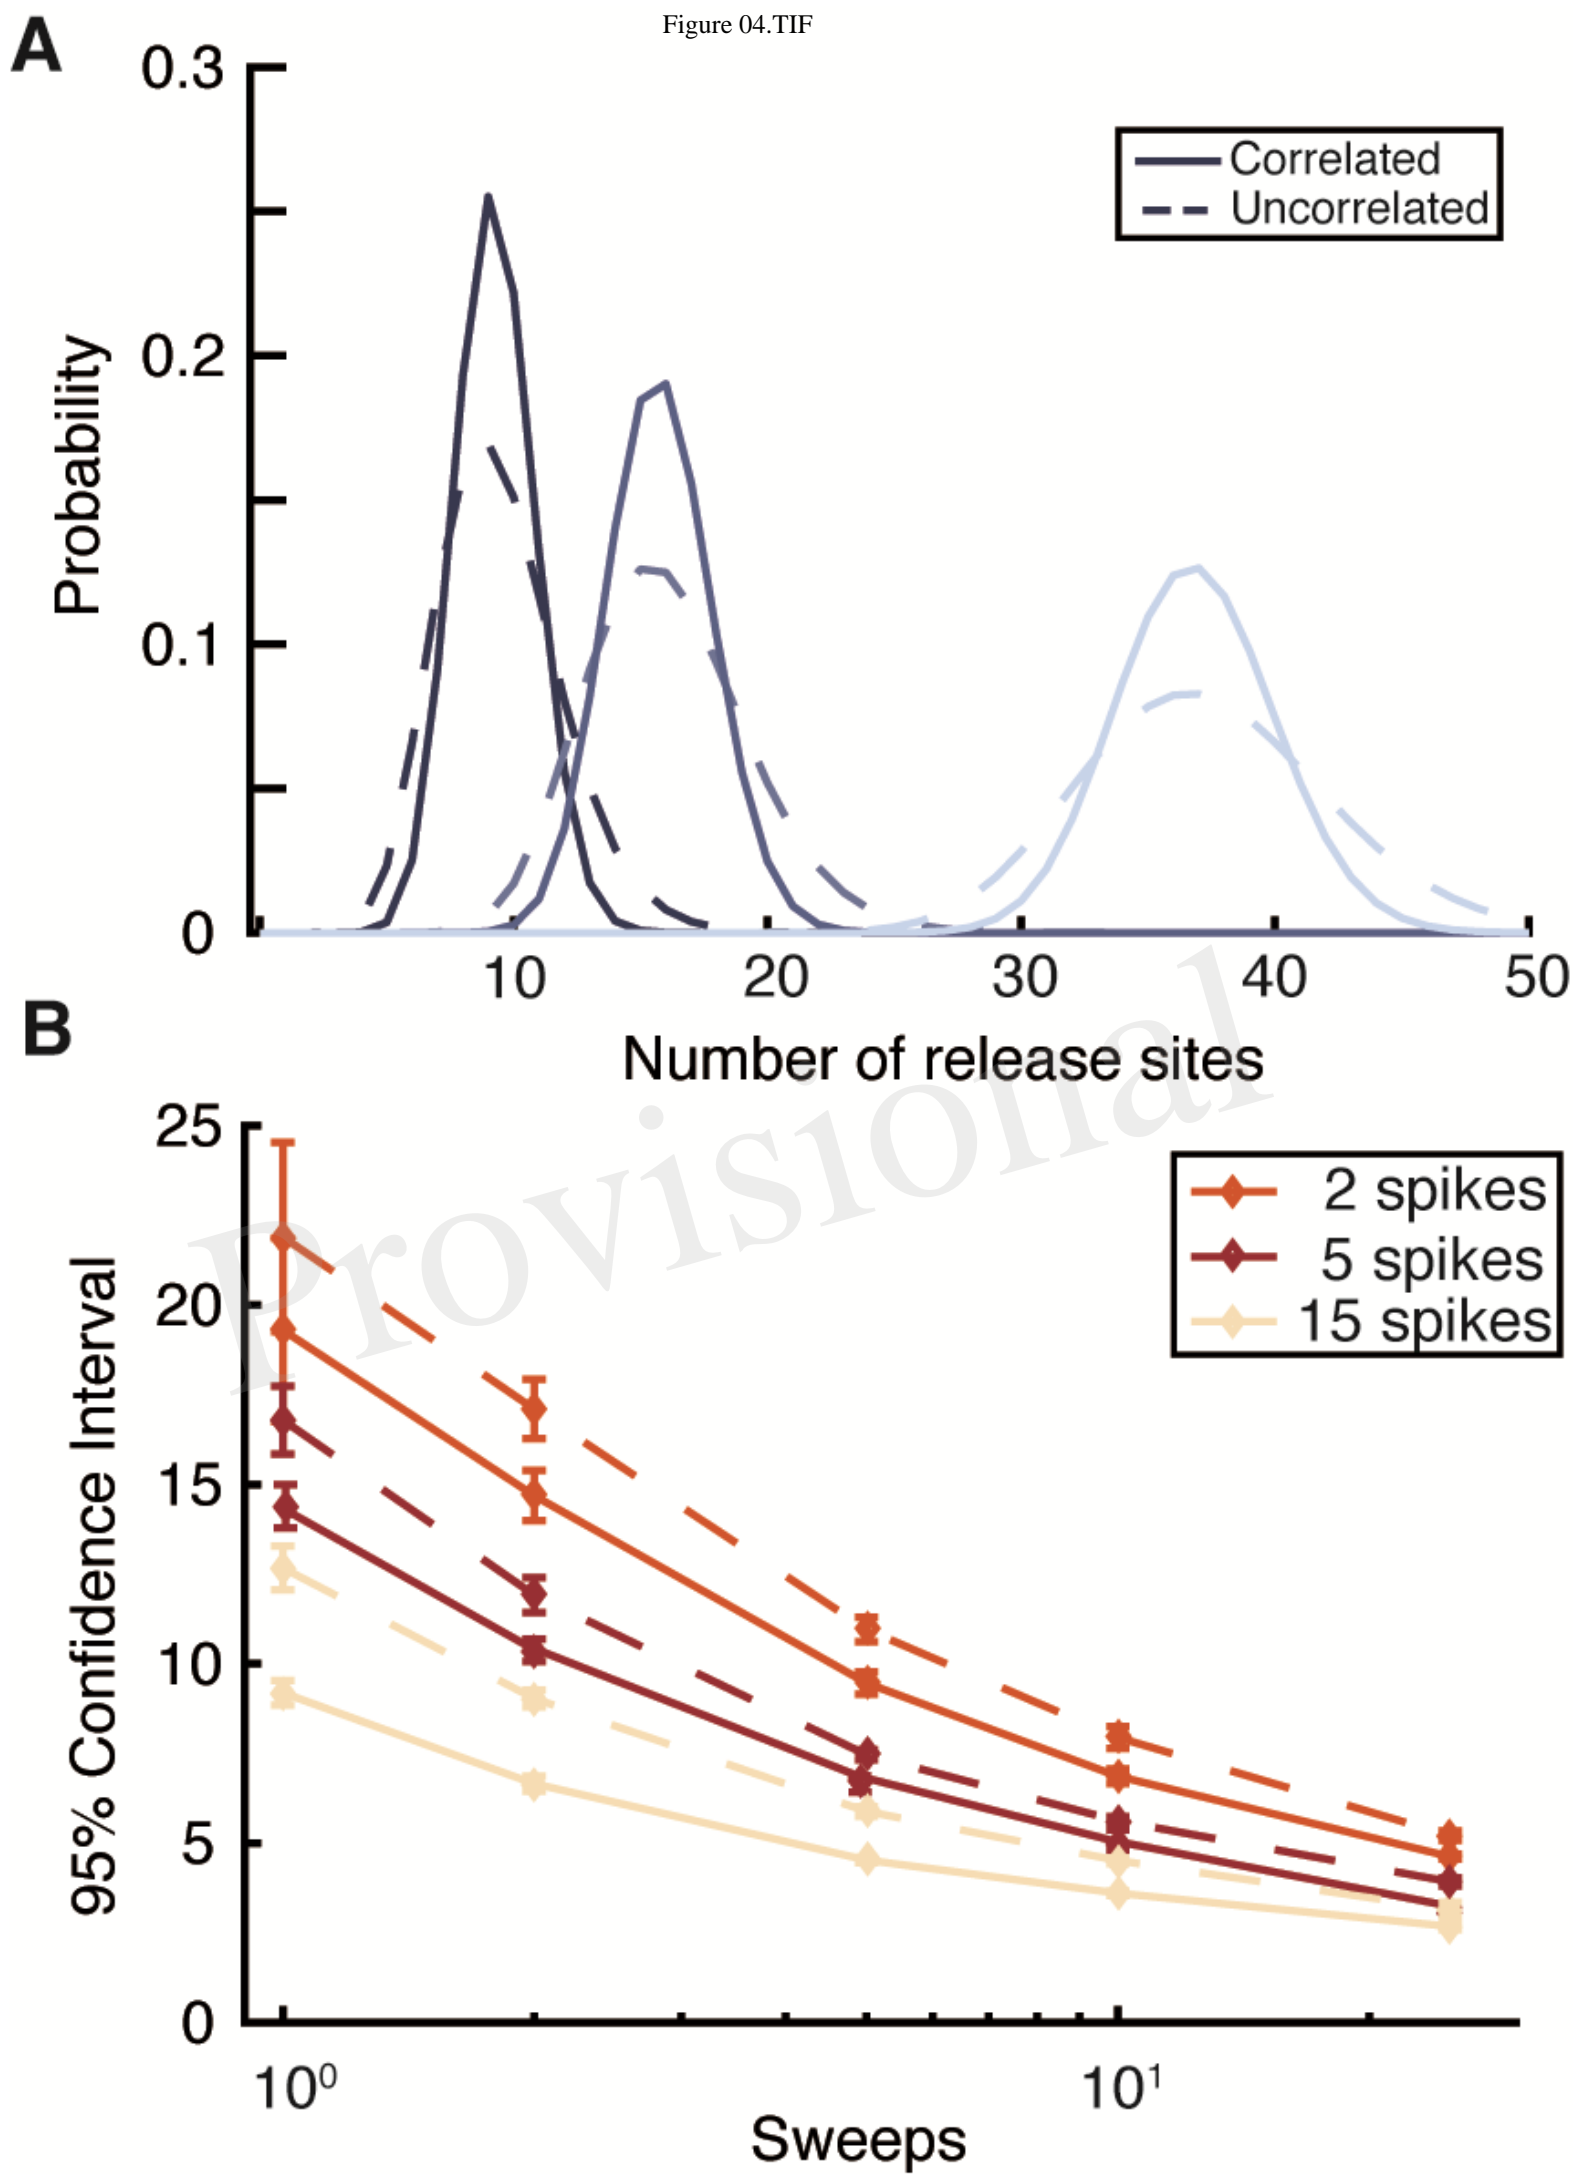 Figure 04.TIF
A
0.3
Correlated
Uncorrelated
0.2
Probability
0.1
0
10 20 30 40 50
Number of release sites
B
25
2 spikes
5 spikes
15 spikes
20
15
95% Confidence Interval
10
5
0
10⁰ 10¹
Sweeps
Provisional